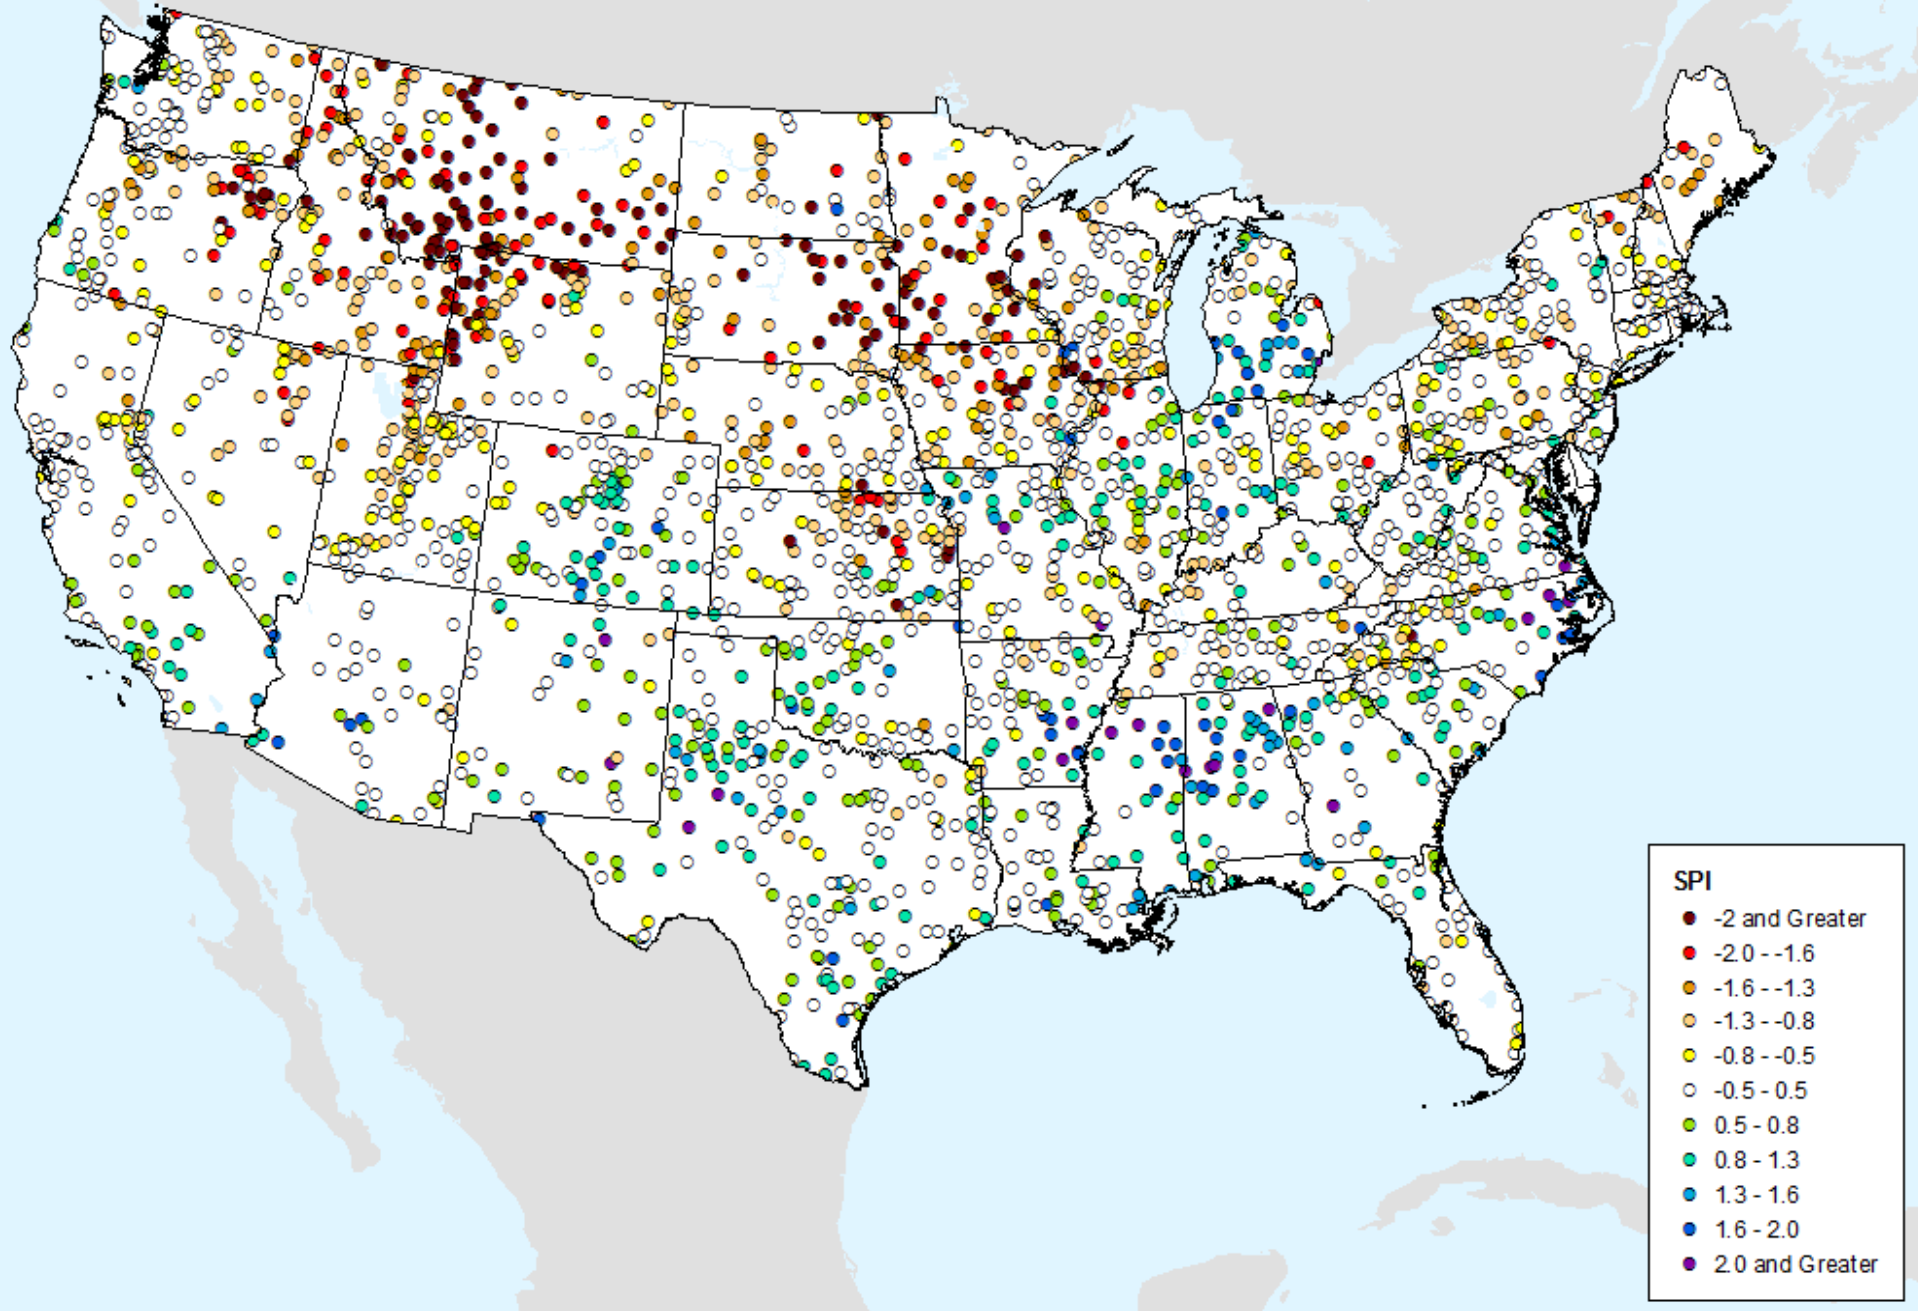 SPI
-2 and Greater
-2.0 - -1.6
-1.6 - -1.3
-1.3 - -0.8
-0.8 - -0.5
-0.5 - 0.5
0.5 - 0.8
0.8 - 1.3
1.3 - 1.6
1.6 - 2.0
2.0 and Greater